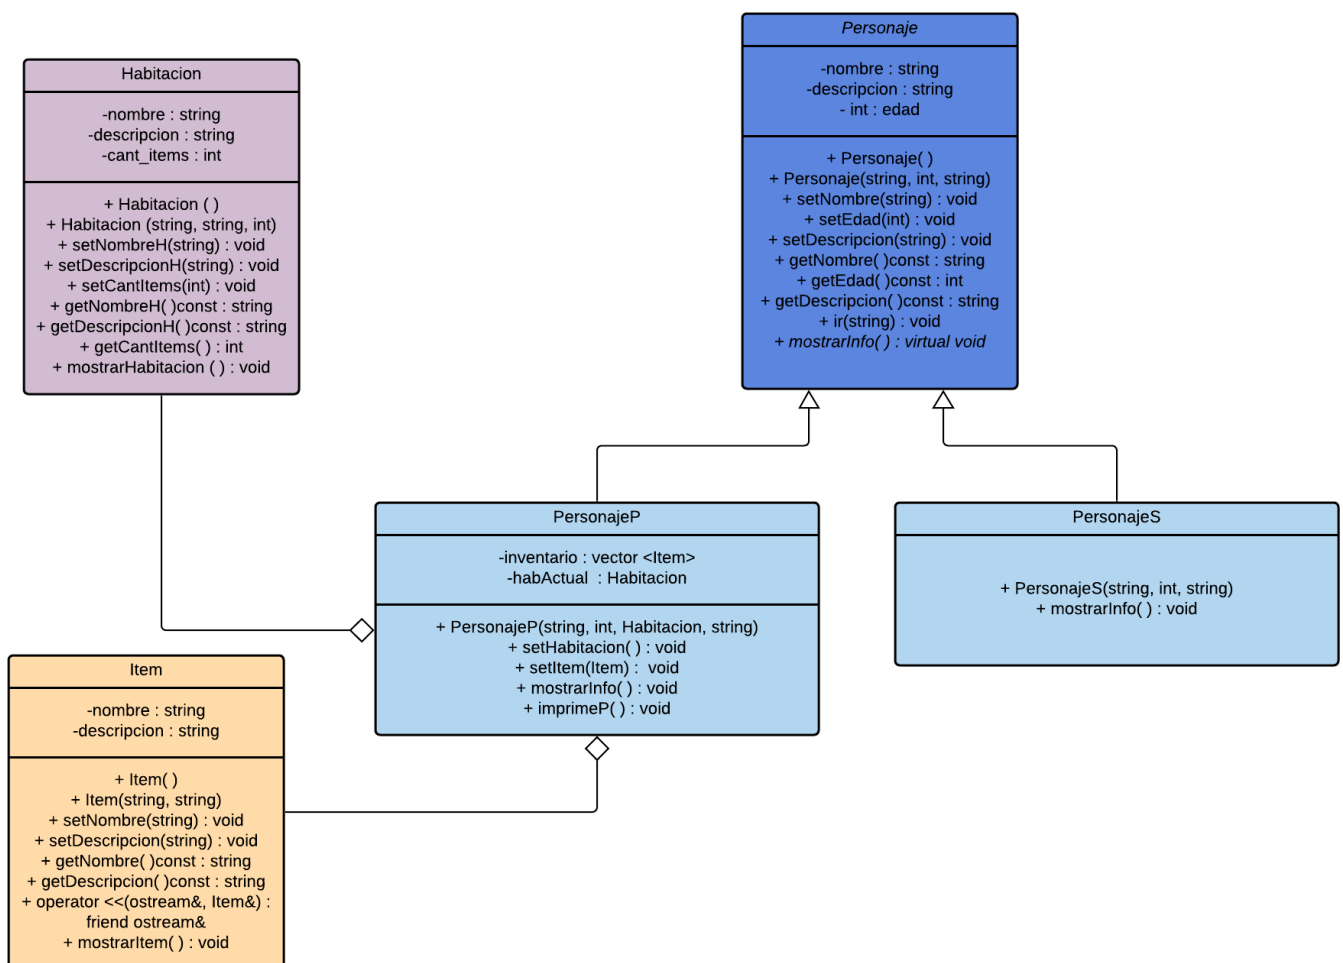 Habitacion
-nombre : string
-descripcion : string
-cant_items : int
+ Habitacion ( )
+ Habitacion (string, string, int)
+ setNombreH(string) : void
+ setDescripcionH(string) : void
+ setCantItems(int) : void
+ getNombreH( )const : string
+ getDescripcionH( )const : string
+ getCantItems( ) : int
+ mostrarHabitacion ( ) : void
Personaje
-nombre : string
-descripcion : string
- int : edad
+ Personaje( )
+ Personaje(string, int, string)
+ setNombre(string) : void
+ setEdad(int) : void
+ setDescripcion(string) : void
+ getNombre( )const : string
+ getEdad( )const : int
+ getDescripcion( )const : string
+ ir(string) : void
+ mostrarInfo( ) : virtual void
PersonajeP
-inventario : vector <Item>
-habActual : Habitacion
+ PersonajeP(string, int, Habitacion, string)
+ setHabitacion( ) : void
+ setItem(Item) : void
+ mostrarInfo( ) : void
+ imprimeP( ) : void
PersonajeS
+ PersonajeS(string, int, string)
+ mostrarInfo( ) : void
Item
-nombre : string
-descripcion : string
+ Item( )
+ Item(string, string)
+ setNombre(string) : void
+ setDescripcion(string) : void
+ getNombre( )const : string
+ getDescripcion( )const : string
+ operator <<(ostream&, Item&) :
friend ostream&
+ mostrarItem( ) : void